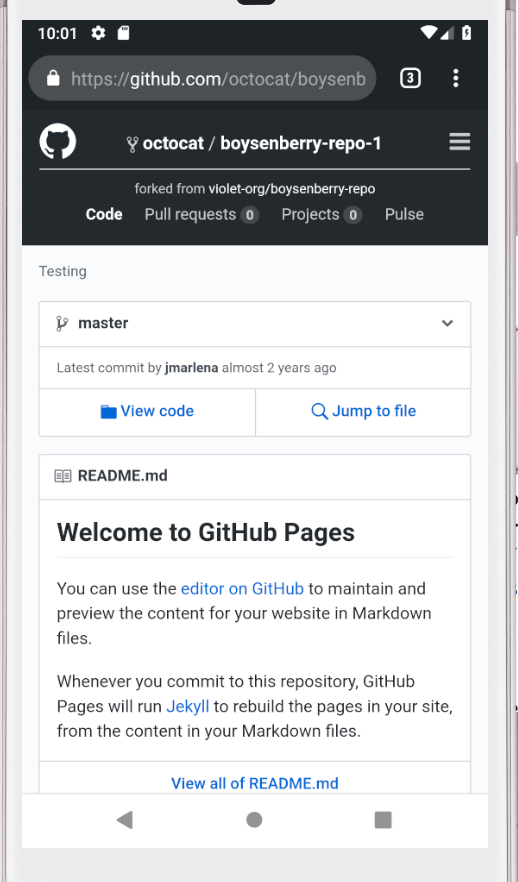 10:01
https://github.com/octocat/boysenb
3
octocat / boysenberry-repo-1
forked from violet-org/boysenberry-repo
Code Pull requests 0 Projects 0 Pulse
Testing
master
Latest commit by jmarlena almost 2 years ago
View code Jump to file
README.md
Welcome to GitHub Pages
You can use the editor on GitHub to maintain and
preview the content for your website in Markdown
files.
Whenever you commit to this repository, GitHub
Pages will run Jekyll to rebuild the pages in your site,
from the content in your Markdown files.
View all of README.md